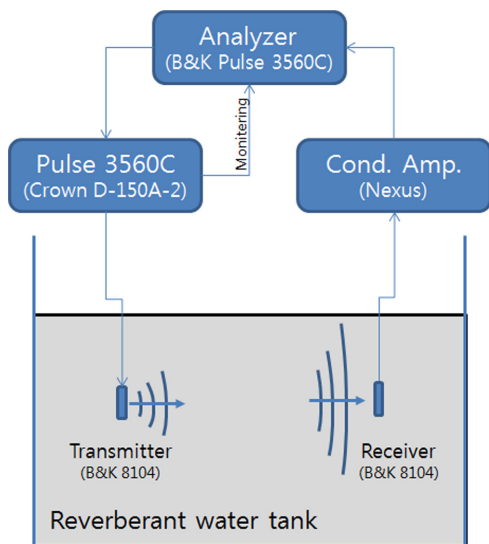 Analyzer
(B&K Pulse 3560C)
Monitering
Pulse 3560C
(Crown D-150A-2)
Cond. Amp.
(Nexus)
Transmitter
(B&K 8104)
Receiver
(B&K 8104)
Reverberant water tank